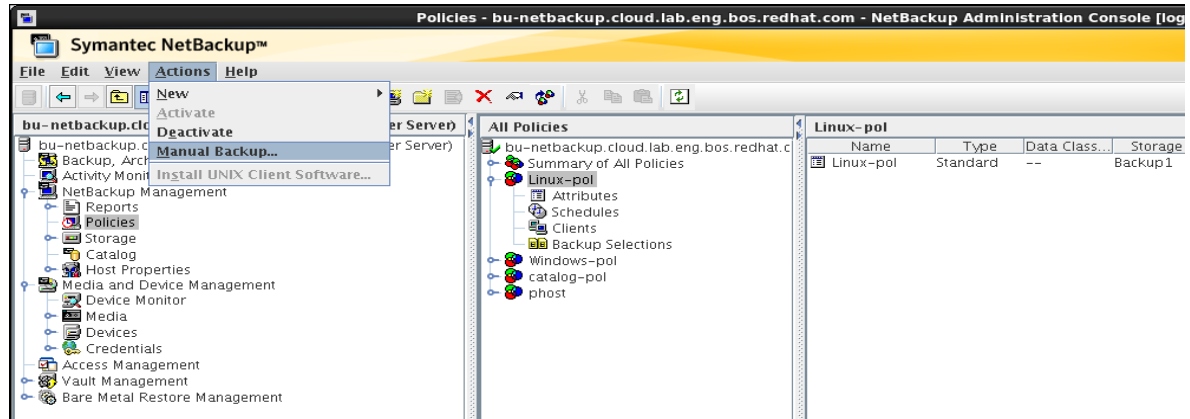 Policies - bu-netbackup.cloud.lab.eng.bos.redhat.com - NetBackup Administration Console [log
Symantec NetBackup™
File Edit View Actions Help
New
Activate
Deactivate
Manual Backup...
Install UNIX Client Software...
bu-netbackup.clo er Server)
bu-netbackup.c er Server)
Backup, Arch
Activity Monit
NetBackup Management
Reports
Policies
Storage
Catalog
Host Properties
Media and Device Management
Device Monitor
Media
Devices
Credentials
Access Management
Vault Management
Bare Metal Restore Management
All Policies
bu-netbackup.cloud.lab.eng.bos.redhat.c
Summary of All Policies
Linux-pol
Attributes
Schedules
Clients
Backup Selections
Windows-pol
catalog-pol
phost
Linux-pol
Name Type Data Class... Storage
Linux-pol Standard -- Backup1